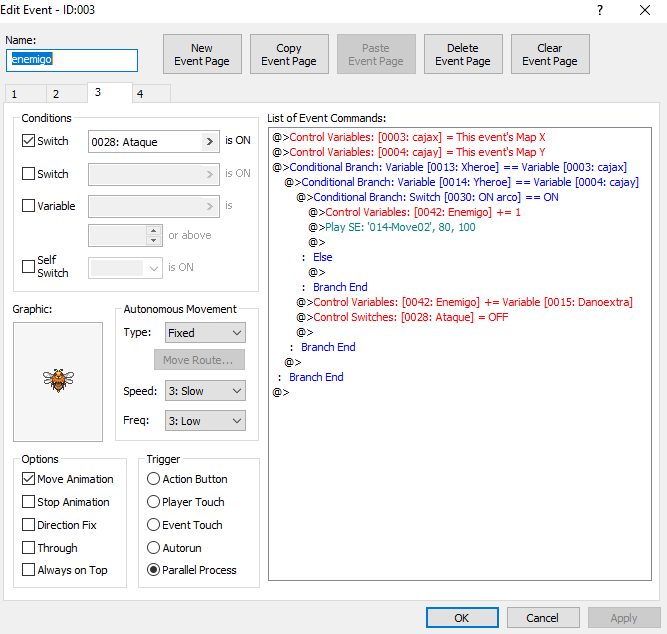 Edit Event - ID:003
?
Name:
enemigo
New
Event Page
Copy
Event Page
Paste
Event Page
Delete
Event Page
Clear
Event Page
1
2
3
4
Conditions
Switch
0028: Ataque
is ON
Switch
is ON
Variable
is
or above
Self
Switch
is ON
Graphic:
Autonomous Movement
Type:
Fixed
Move Route...
Speed:
3: Slow
Freq:
3: Low
Options
Move Animation
Stop Animation
Direction Fix
Through
Always on Top
Trigger
Action Button
Player Touch
Event Touch
Autorun
Parallel Process
List of Event Commands:
@>Control Variables: [0003: cajax] = This event's Map X
@>Control Variables: [0004: cajay] = This event's Map Y
@>Conditional Branch: Variable [0013: Xheroe] == Variable [0003: cajax]
@>Conditional Branch: Variable [0014: Yheroe] == Variable [0004: cajay]
@>Conditional Branch: Switch [0030: ON arco] == ON
@>Control Variables: [0042: Enemigo] += 1
@>Play SE: '014-Move02', 80, 100
@>
: Else
@>
: Branch End
@>Control Variables: [0042: Enemigo] += Variable [0015: Danoextra]
@>Control Switches: [0028: Ataque] = OFF
@>
: Branch End
@>
: Branch End
@>
OK
Cancel
Apply